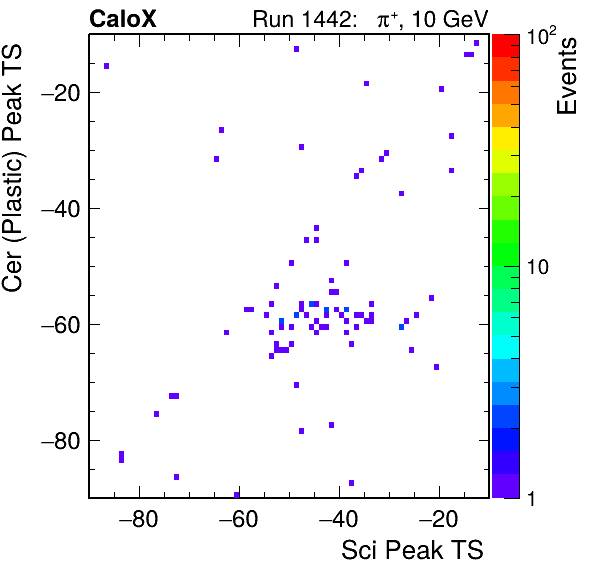 CaloX Run 1442: π⁺, 10 GeV
Cer (Plastic) Peak TS
−20
−40
−60
−80
−80 −60 −40 −20
Sci Peak TS
10²
10
1
Events